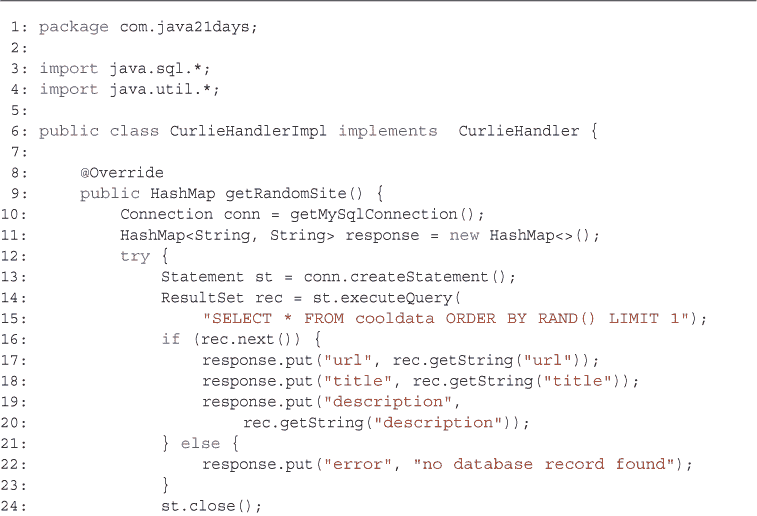 1: package com.java21days;
2:
3: import java.sql.*;
4: import java.util.*;
5:
6: public class CurlieHandlerImpl implements  CurlieHandler {
7:
8:     @Override
9:     public HashMap getRandomSite() {
10:         Connection conn = getMySqlConnection();
11:         HashMap<String, String> response = new HashMap<>();
12:         try {
13:             Statement st = conn.createStatement();
14:             ResultSet rec = st.executeQuery(
15:                 "SELECT * FROM cooldata ORDER BY RAND() LIMIT 1");
16:             if (rec.next()) {
17:                 response.put("url", rec.getString("url"));
18:                 response.put("title", rec.getString("title"));
19:                 response.put("description",
20:                     rec.getString("description"));
21:             } else {
22:                 response.put("error", "no database record found");
23:             }
24:             st.close();